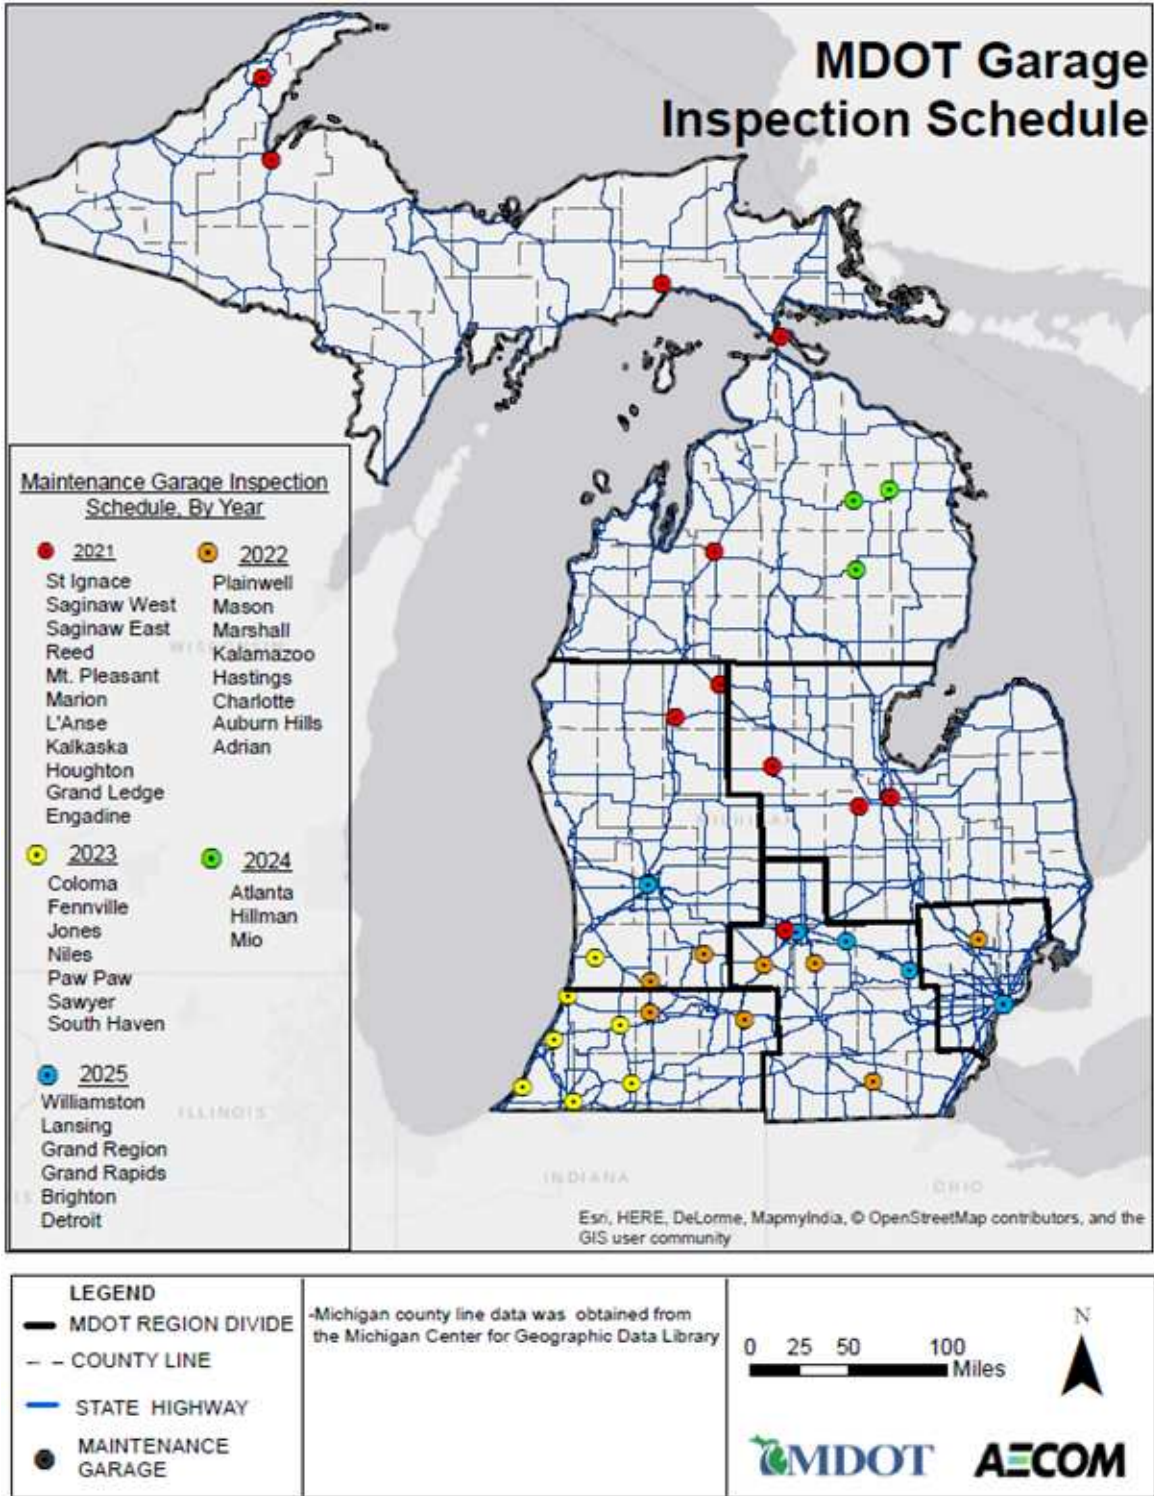 MDOT Garage
Inspection Schedule
Maintenance Garage Inspection
Schedule, By Year
2021
St Ignace
Saginaw West
Saginaw East
Reed
Mt. Pleasant
Marion
L'Anse
Kalkaska
Houghton
Grand Ledge
Engadine
2022
Plainwell
Mason
Marshall
Kalamazoo
Hastings
Charlotte
Auburn Hills
Adrian
2023
Coloma
Fennville
Jones
Niles
Paw Paw
Sawyer
South Haven
2024
Atlanta
Hillman
Mio
2025
Williamston
Lansing
Grand Region
Grand Rapids
Brighton
Detroit
ILLINOIS
INDIANA
OHIO
Esri, HERE, DeLorme, MapmyIndia, © OpenStreetMap contributors, and the
GIS user community
LEGEND
MDOT REGION DIVIDE
COUNTY LINE
STATE HIGHWAY
MAINTENANCE
GARAGE
-Michigan county line data was obtained from
the Michigan Center for Geographic Data Library
0 25 50 100
Miles
N
MDOT
AECOM